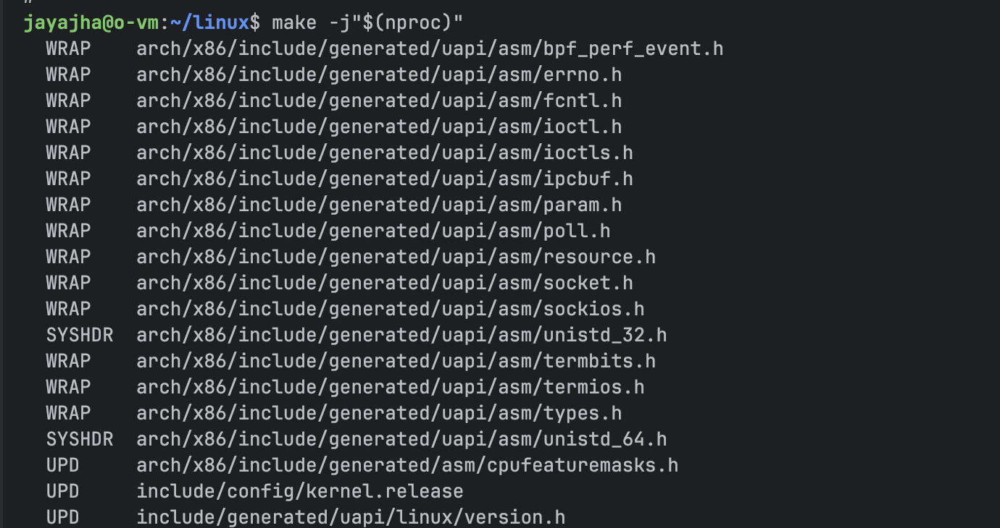 #
jayajha@o-vm:~/linux$ make -j"$(nproc)"
WRAP arch/x86/include/generated/uapi/asm/bpf_perf_event.h
WRAP arch/x86/include/generated/uapi/asm/errno.h
WRAP arch/x86/include/generated/uapi/asm/fcntl.h
WRAP arch/x86/include/generated/uapi/asm/ioctl.h
WRAP arch/x86/include/generated/uapi/asm/ioctls.h
WRAP arch/x86/include/generated/uapi/asm/ipcbuf.h
WRAP arch/x86/include/generated/uapi/asm/param.h
WRAP arch/x86/include/generated/uapi/asm/poll.h
WRAP arch/x86/include/generated/uapi/asm/resource.h
WRAP arch/x86/include/generated/uapi/asm/socket.h
WRAP arch/x86/include/generated/uapi/asm/sockios.h
SYSHDR arch/x86/include/generated/uapi/asm/unistd_32.h
WRAP arch/x86/include/generated/uapi/asm/termbits.h
WRAP arch/x86/include/generated/uapi/asm/termios.h
WRAP arch/x86/include/generated/uapi/asm/types.h
SYSHDR arch/x86/include/generated/uapi/asm/unistd_64.h
UPD arch/x86/include/generated/asm/cpufeaturemasks.h
UPD include/config/kernel.release
UPD include/generated/uapi/linux/version.h